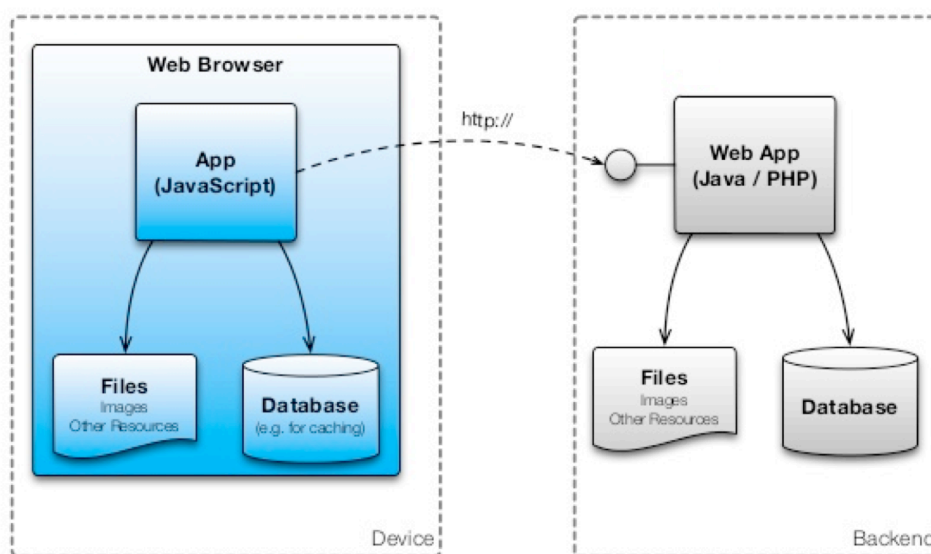 Web Browser
App
(JavaScript)
Files
Images
Other Resources
Database
(e.g. for caching)
Device
http://
Web App
(Java / PHP)
Files
Images
Other Resources
Database
Backend